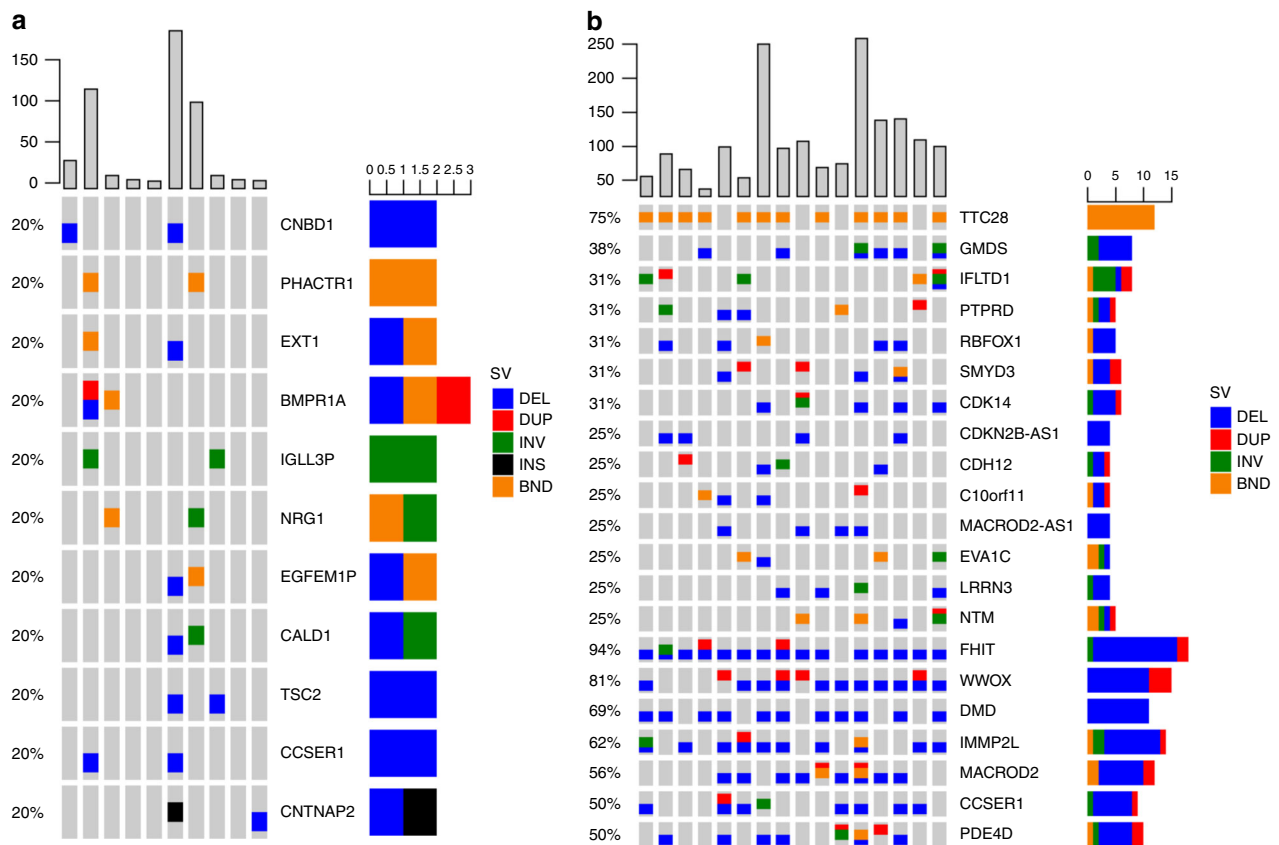 a
150
100
50
0
0 0.5 1 1.5 2 2.5 3
20% CNBD1
20% PHACTR1
20% EXT1
20% BMPR1A
20% IGLL3P
20% NRG1
20% EGFEM1P
20% CALD1
20% TSC2
20% CCSER1
20% CNTNAP2
SV
DEL
DUP
INV
INS
BND
b
250
200
150
100
50
0 5 10 15
75% TTC28
38% GMDS
31% IFLTD1
31% PTPRD
31% RBFOX1
31% SMYD3
31% CDK14
25% CDKN2B-AS1
25% CDH12
25% C10orf11
25% MACROD2-AS1
25% EVA1C
25% LRRN3
25% NTM
94% FHIT
81% WWOX
69% DMD
62% IMMP2L
56% MACROD2
50% CCSER1
50% PDE4D
SV
DEL
DUP
INV
BND